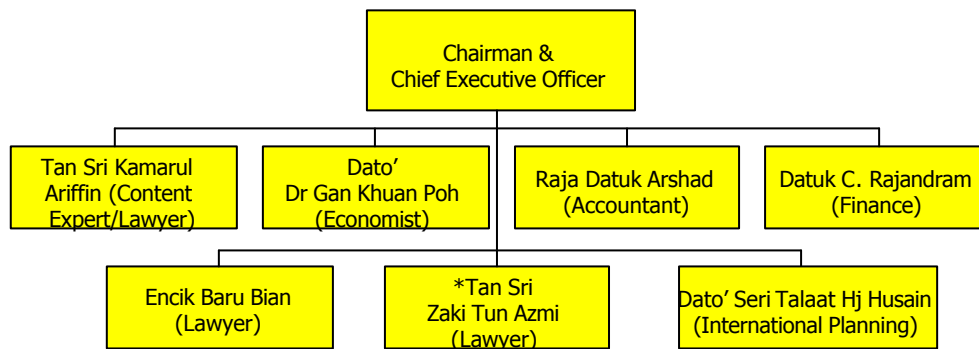 Chairman &
Chief Executive Officer
Tan Sri Kamarul
Ariffin (Content
Expert/Lawyer)
Dato’
Dr Gan Khuan Poh
(Economist)
Raja Datuk Arshad
(Accountant)
Datuk C. Rajandram
(Finance)
Encik Baru Bian
(Lawyer)
*Tan Sri
Zaki Tun Azmi
(Lawyer)
Dato’ Seri Talaat Hj Husain
(International Planning)